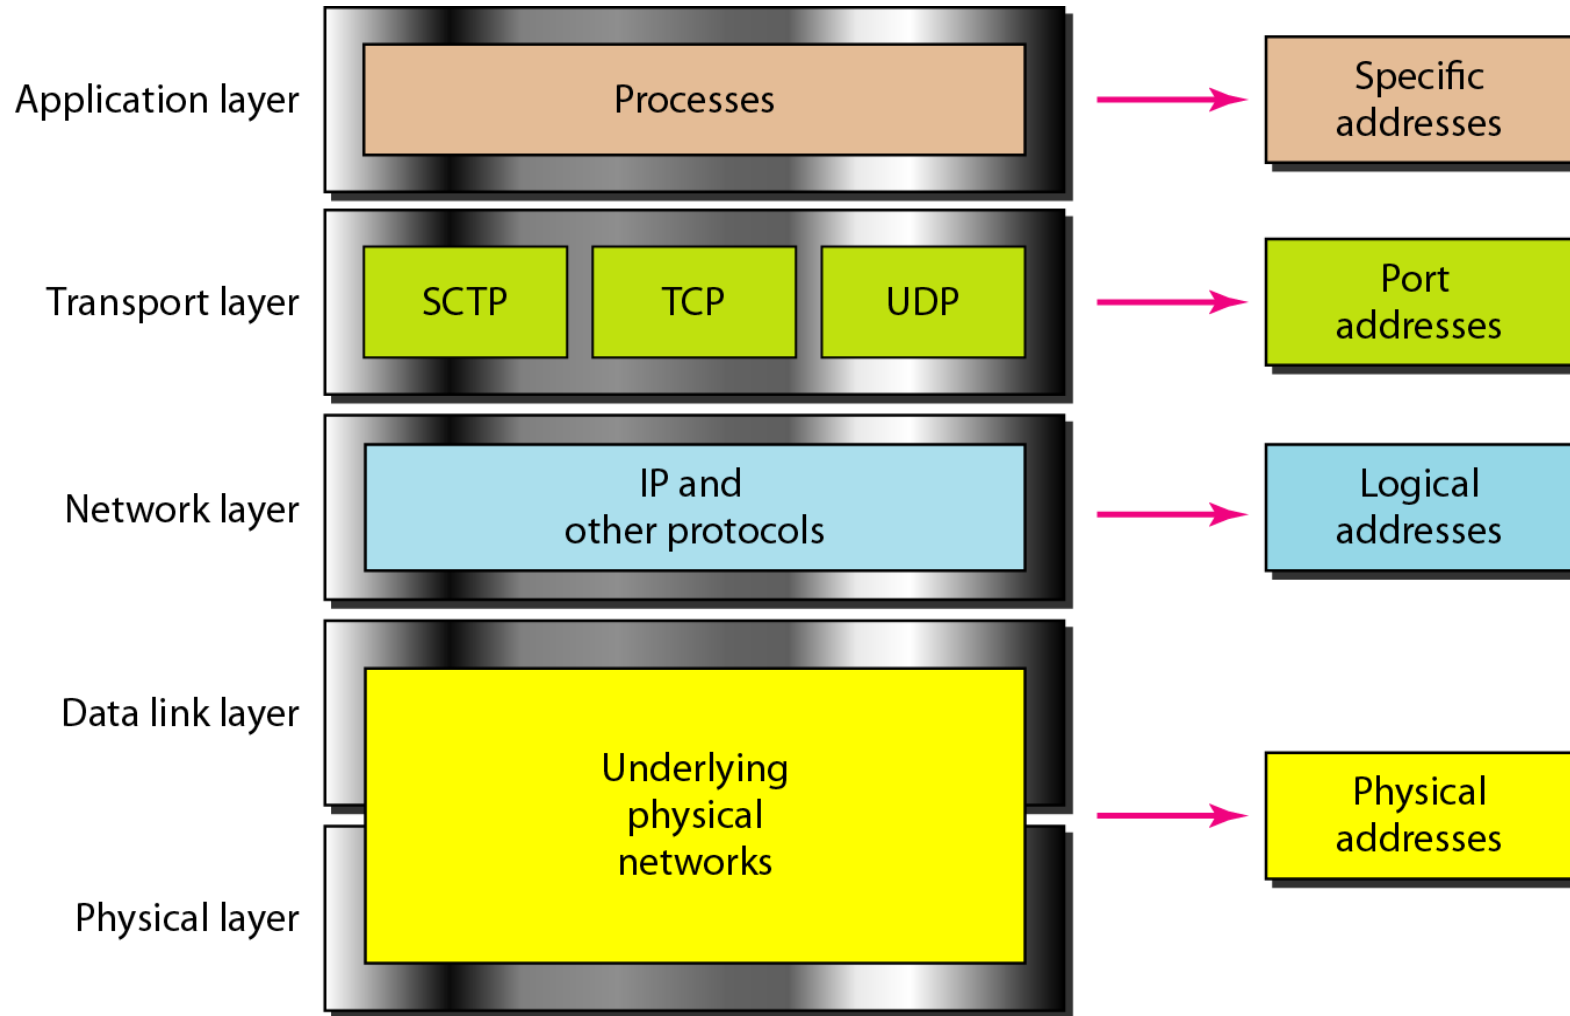 Application layer
Processes
Specific
addresses
Transport layer
SCTP
TCP
UDP
Port
addresses
Network layer
IP and
other protocols
Logical
addresses
Data link layer
Underlying
physical
networks
Physical
addresses
Physical layer